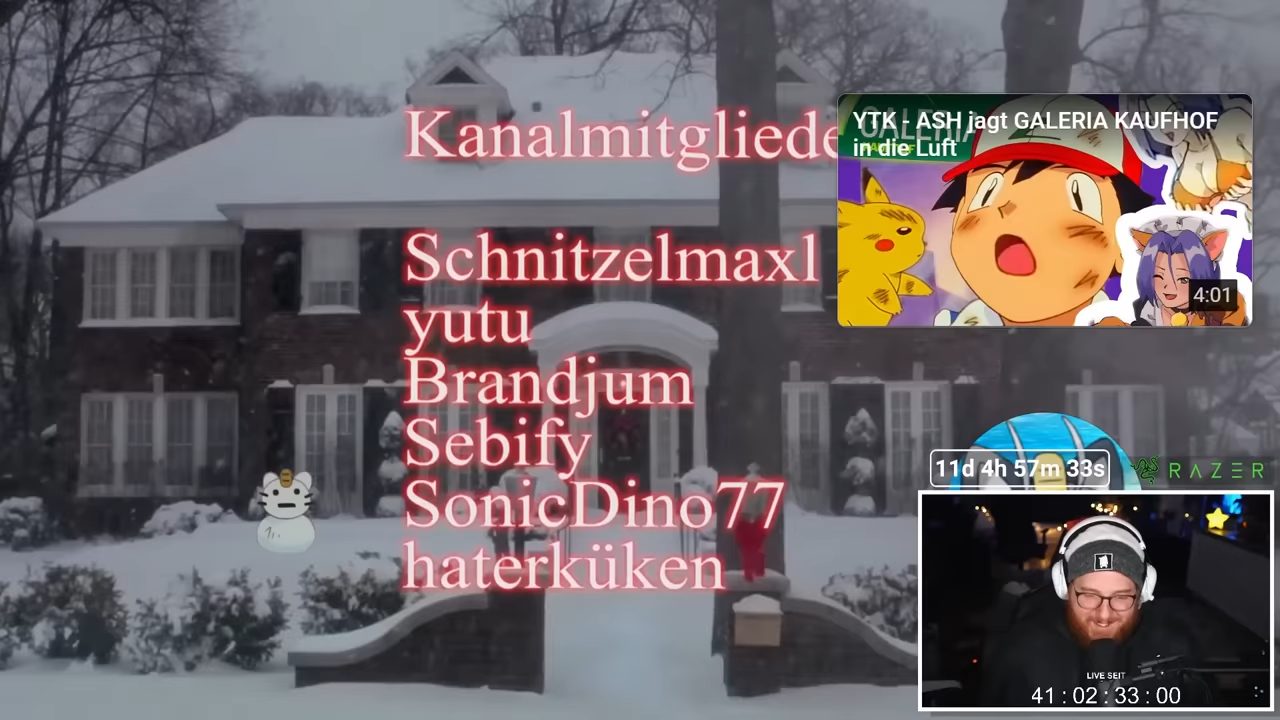 Kanalmitgliede
YTK - ASH jagt GALERIA KAUFHOF
in die Luft
GALERIA
4:01
Schnitzelmaxl
yutu
Brandjum
Sebify
SonicDino77
haterküken
11d 4h 57m 33s
RAZER
LIVE SEIT
41:02:33:00